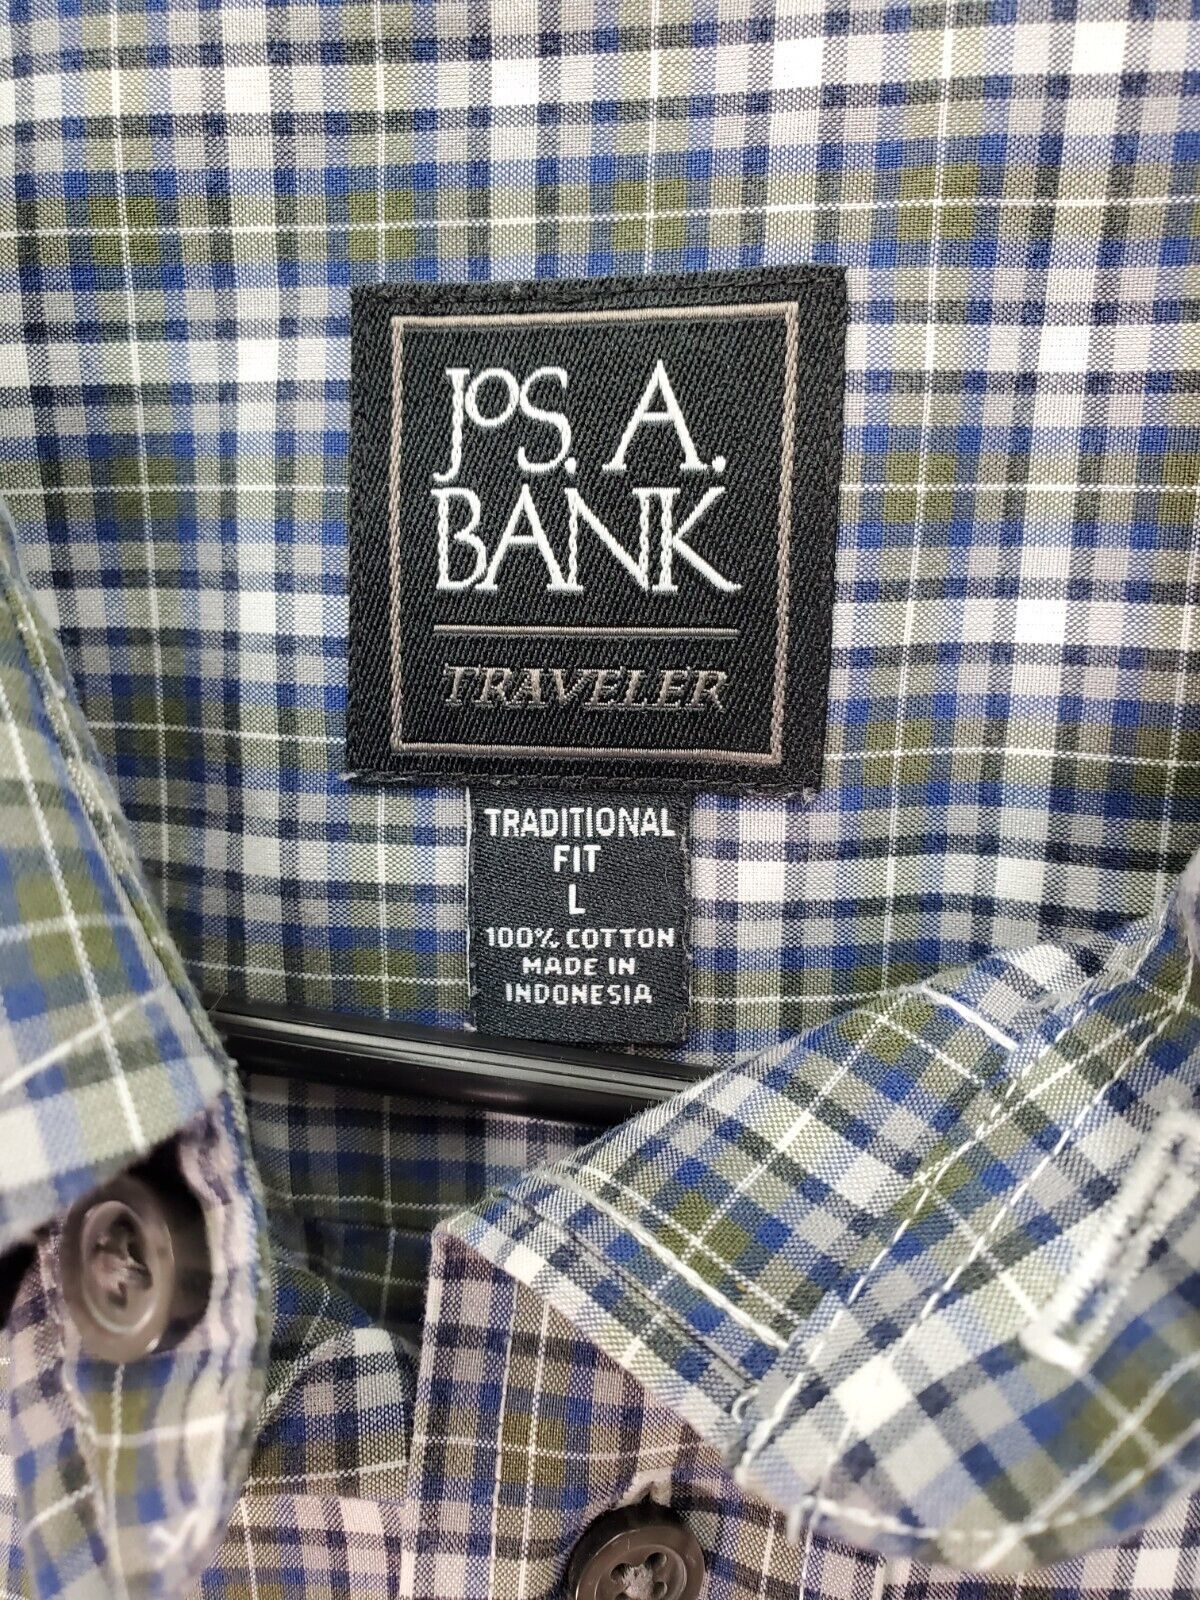 JOS. A.
BANK
TRAVELER
TRADITIONAL
FIT
L
100% COTTON
MADE IN
INDONESIA